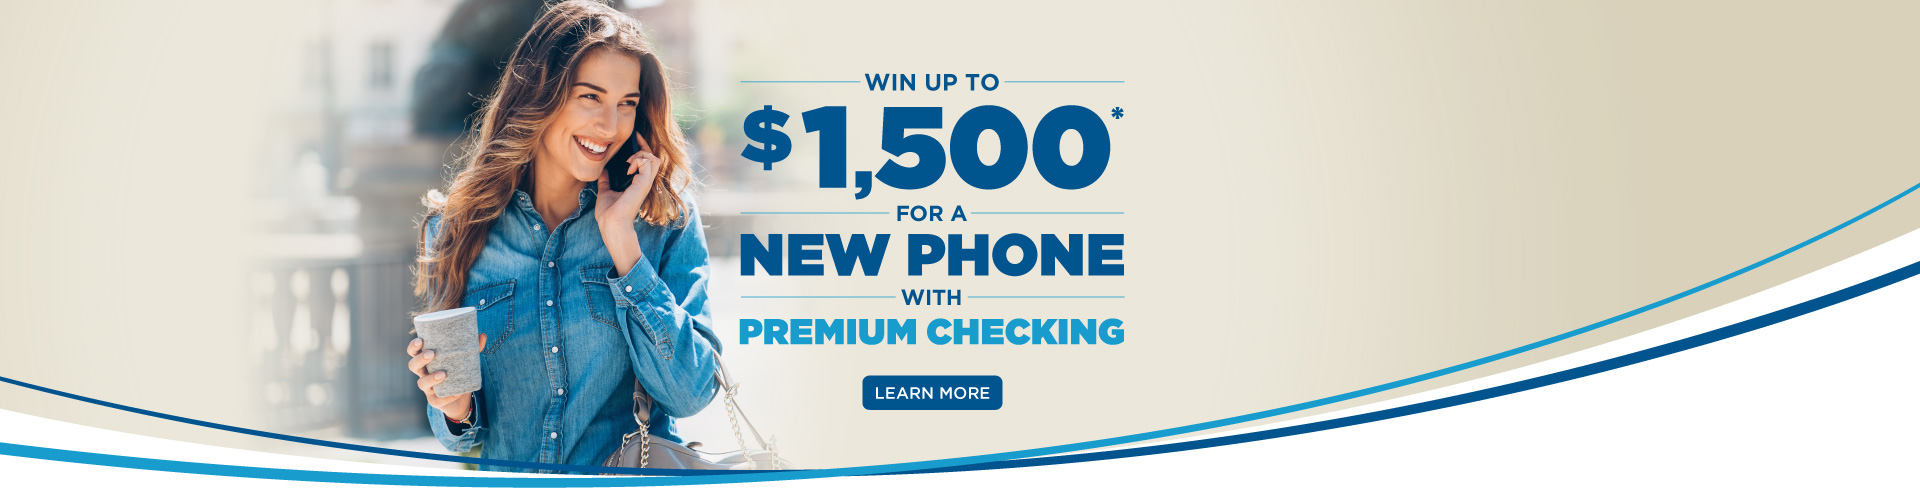 WIN UP TO
$1,500*
FOR A
NEW PHONE
WITH
PREMIUM CHECKING
LEARN MORE